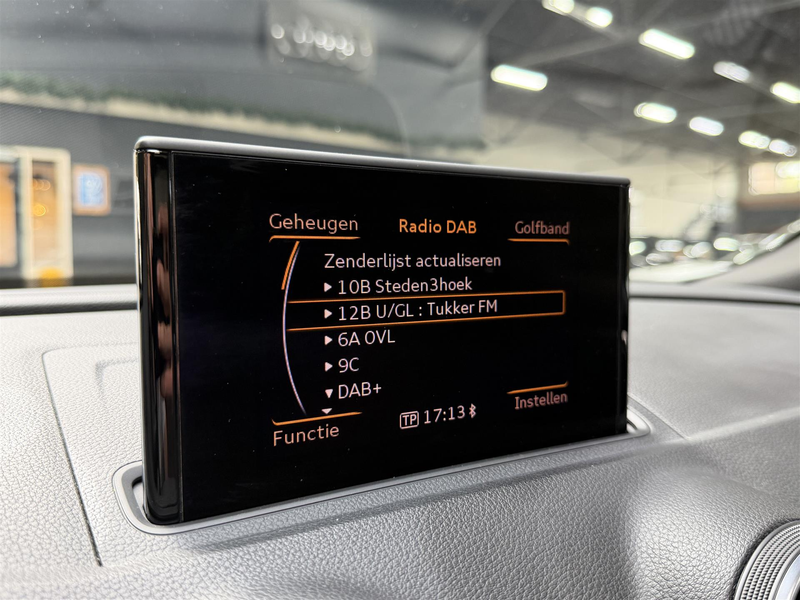 Geheugen Radio DAB Golfband
Zenderlijst actualiseren
10B Steden3hoek
12B U/GL : Tukker FM
6A OVL
9C
DAB+
Functie TP 17:13 Instellen